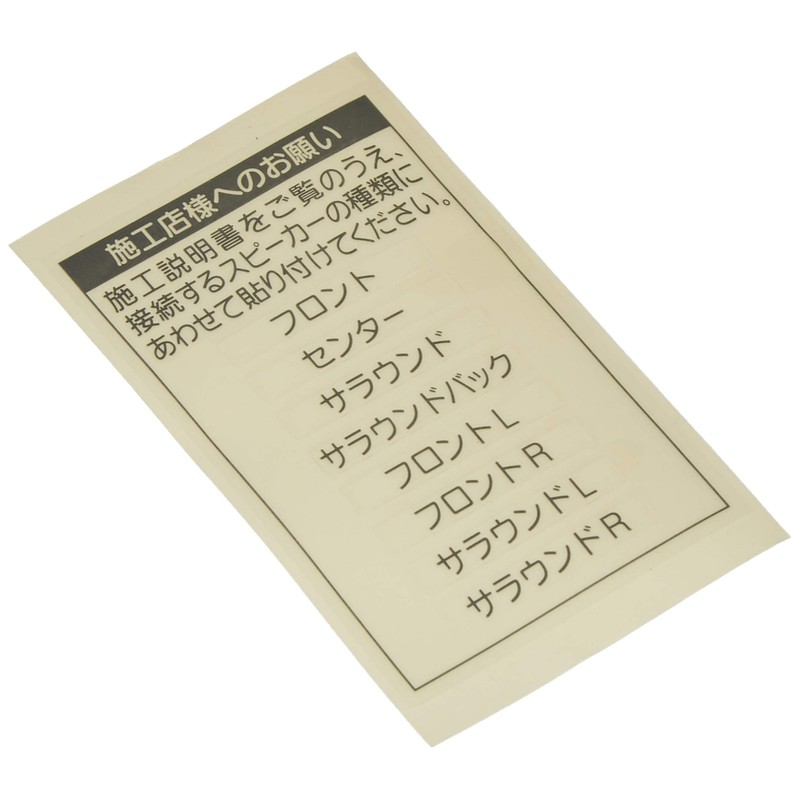 施工店様へのお願い
施工説明書をご覧のうえ、
接続するスピーカーの種類に
あわせて貼り付けてください。
フロント
センター
サラウンド
サラウンドバック
フロントL
フロントR
サラウンドL
サラウンドR